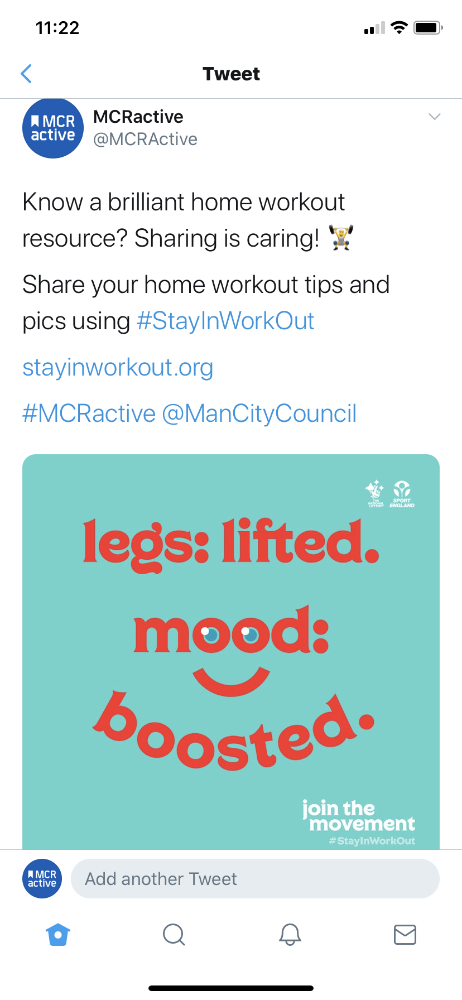 11:22
Tweet
MCR
active
MCRactive
@MCRActive
Know a brilliant home workout
resource? Sharing is caring! 🏋️
Share your home workout tips and
pics using #StayInWorkOut
stayinworkout.org
#MCRactive @ManCityCouncil
THE
NATIONAL
LOTTERY
SPORT
ENGLAND
legs: lifted.
mood:
boosted.
join the
movement
#StayInWorkOut
MCR
active
Add another Tweet